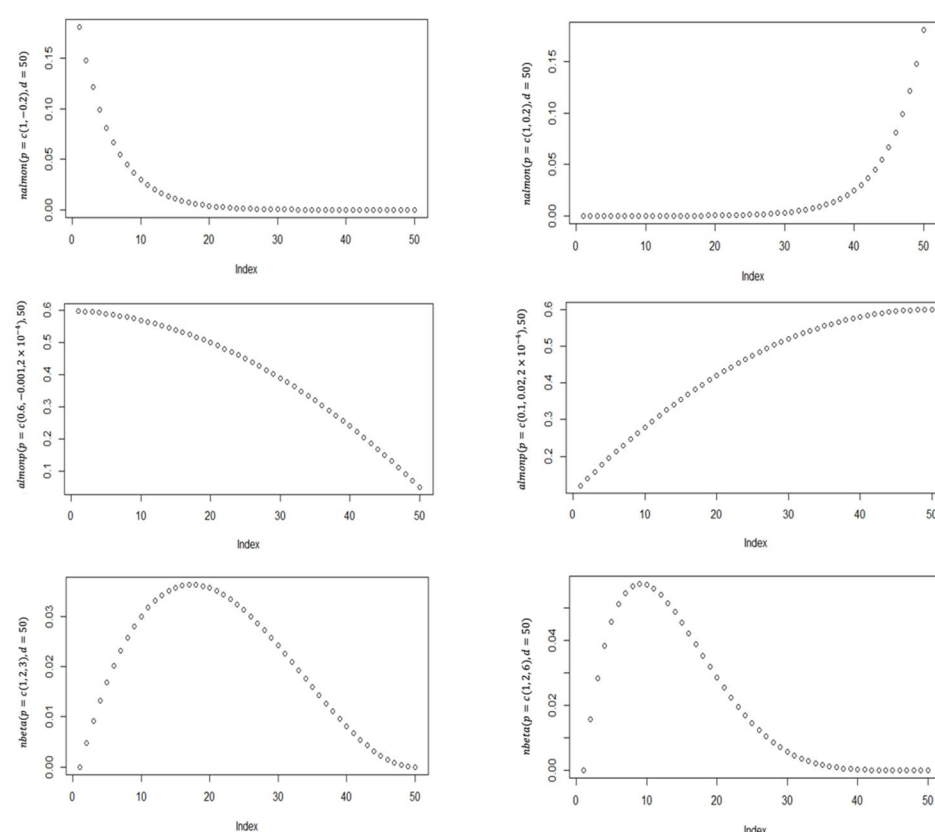 nalmon(p = c(1, −0.2), d = 50)
0.00 0.05 0.10 0.15
0 10 20 30 40 50
Index
nalmon(p = c(1, 0.2), d = 50)
0.00 0.05 0.10 0.15
0 10 20 30 40 50
Index
almonp(p = c(0.6, −0.001, 2 × 10⁻⁴), 50)
0.1 0.2 0.3 0.4 0.5 0.6
0 10 20 30 40 50
Index
almonp(p = c(0.1, 0.02, 2 × 10⁻⁴), 50)
0.2 0.3 0.4 0.5 0.6
0 10 20 30 40 50
Index
nbeta(p = c(1,2,3), d = 50)
0.00 0.01 0.02 0.03
0 10 20 30 40 50
Index
nbeta(p = c(1,2,6), d = 50)
0.00 0.02 0.04
0 10 20 30 40 50
Index